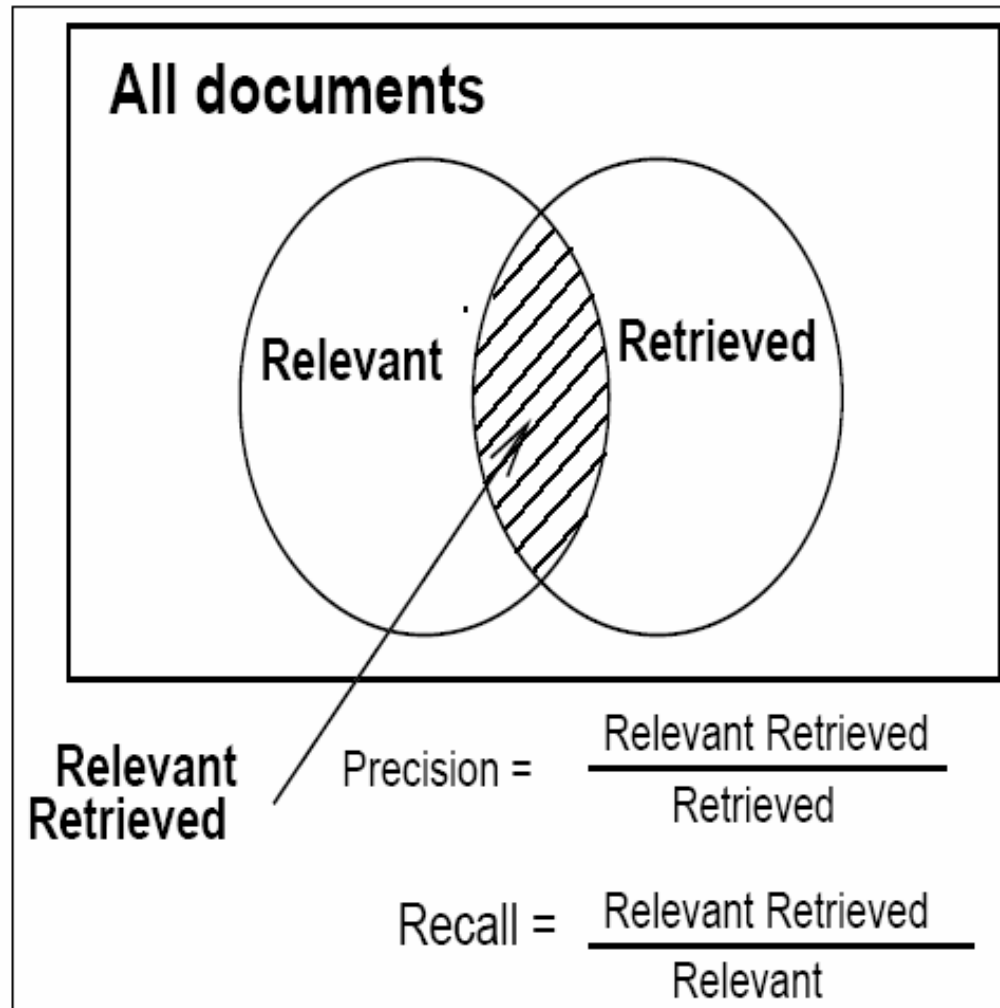 All documents
Relevant
Retrieved
Relevant
Retrieved
Precision =
Relevant Retrieved
Retrieved
Recall =
Relevant Retrieved
Relevant